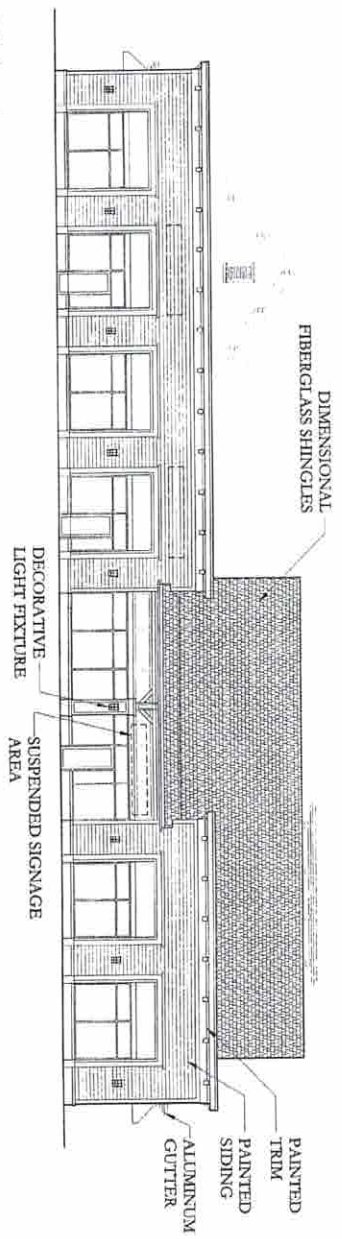 DIMENSIONAL
FIBERGLASS SHINGLES
DECORATIVE
LIGHT FIXTURE
SUSPENDED SIGNAGE
AREA
PAINTED
TRIM
PAINTED
SIDING
ALUMINUM
GUTTER